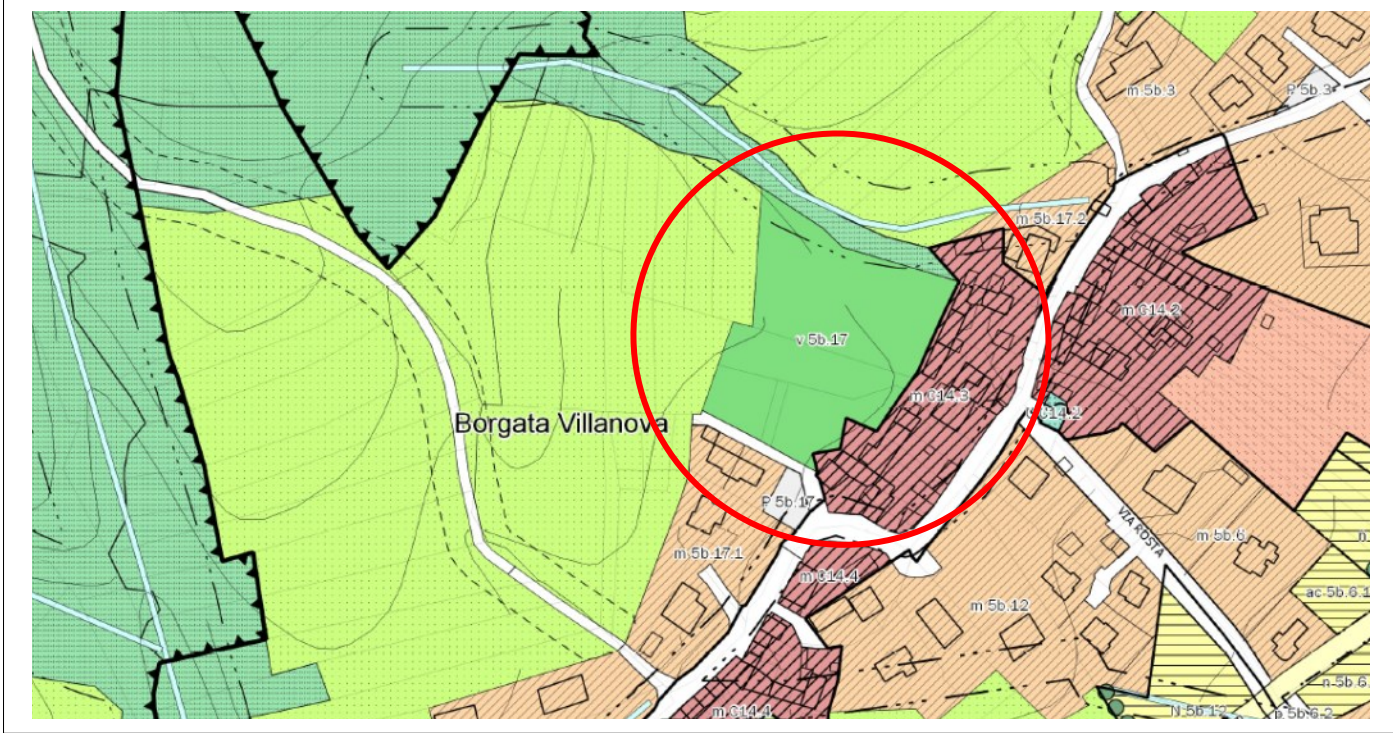 m 5b.3
P 5b.3
m 5b.17.2
m C14.2
v 5b.17
m C14.3
C14.2
Borgata Villanova
P 5b.17
VIA ROSTA
m 5b.6
n
m 5b.17.1
m C14.4
ac 5b.6.1
m 5b.12
n 5b.6
m C14.4
N 5b.12
p 5b.6-2